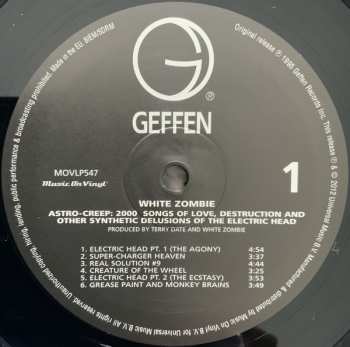 GEFFEN
®
MOVLP547
Music On Vinyl
1
WHITE ZOMBIE
ASTRO-CREEP: 2000 SONGS OF LOVE, DESTRUCTION AND
OTHER SYNTHETIC DELUSIONS OF THE ELECTRIC HEAD
PRODUCED BY TERRY DATE AND WHITE ZOMBIE
1. ELECTRIC HEAD PT. 1 (THE AGONY) 4:54
2. SUPER-CHARGER HEAVEN 3:37
3. REAL SOLUTION #9 4:44
4. CREATURE OF THE WHEEL 3:25
5. ELECTRIC HEAD PT. 2 (THE ECSTASY) 3:53
6. GREASE PAINT AND MONKEY BRAINS 3:49
Original release ℗ 1995 Geffen Records Inc. This release ℗ & © 2012 Universal Music B.V. Manufactured & distributed by Music On Vinyl B.V. for Universal Music B.V. All Rights Reserved. Unauthorized copying, hiring, lending, public performance & broadcasting prohibited. Made in the EU. BIEM/SDRM